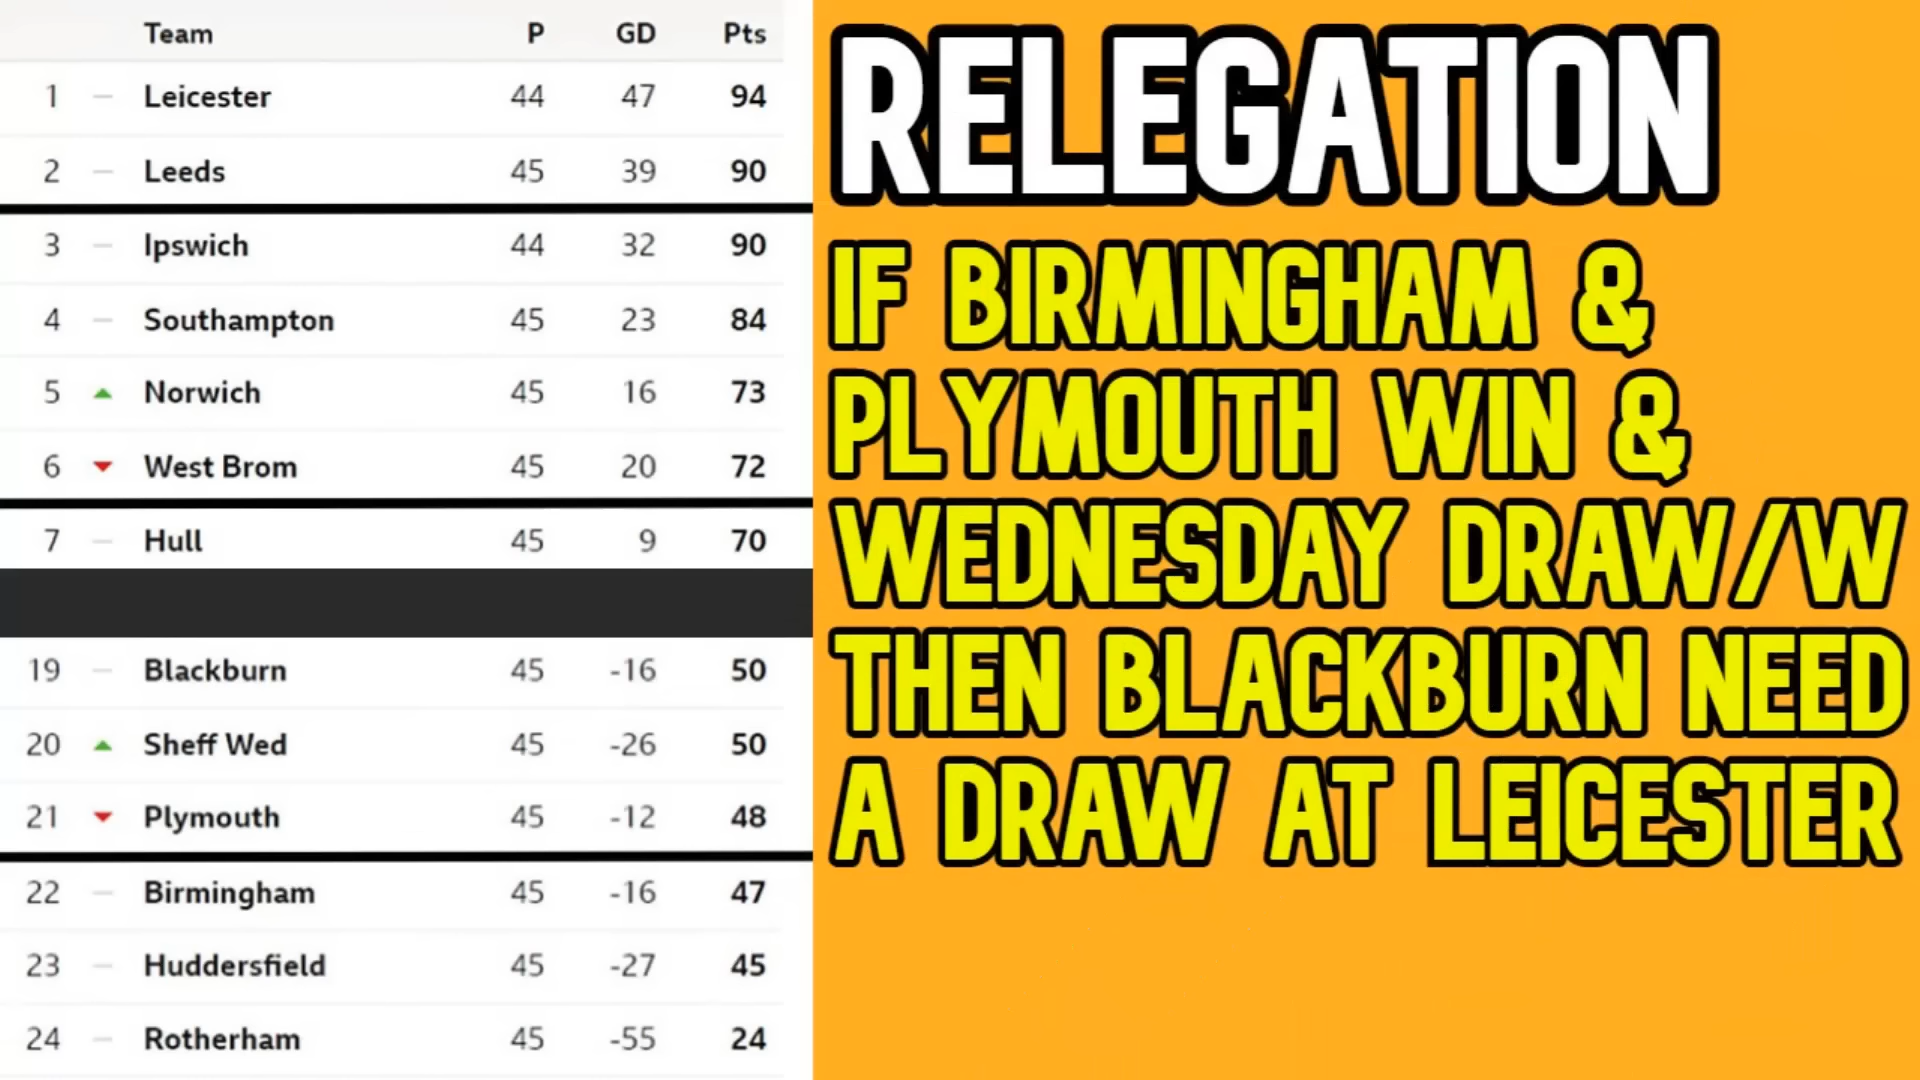 Team P GD Pts
1 – Leicester 44 47 94
2 – Leeds 45 39 90
3 – Ipswich 44 32 90
4 – Southampton 45 23 84
5 Norwich 45 16 73
6 West Brom 45 20 72
7 – Hull 45 9 70
19 – Blackburn 45 -16 50
20 Sheff Wed 45 -26 50
21 Plymouth 45 -12 48
22 – Birmingham 45 -16 47
23 – Huddersfield 45 -27 45
24 – Rotherham 45 -55 24
RELEGATION
IF BIRMINGHAM &
PLYMOUTH WIN &
WEDNESDAY DRAW/W
THEN BLACKBURN NEED
A DRAW AT LEICESTER